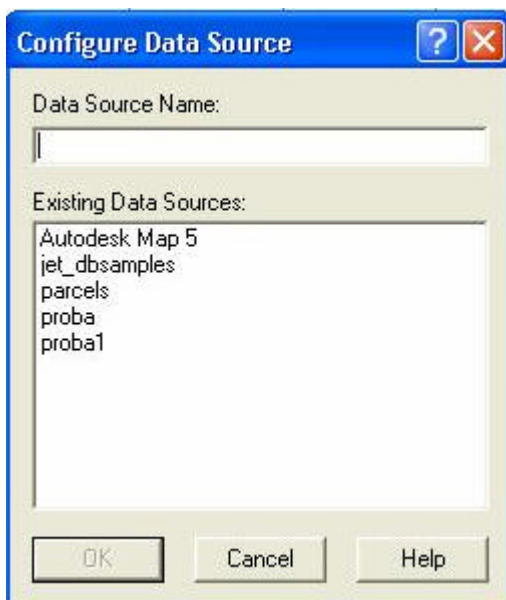 Configure Data Source
Data Source Name:
Existing Data Sources:
Autodesk Map 5
jet_dbsamples
parcels
proba
proba1
OK Cancel Help